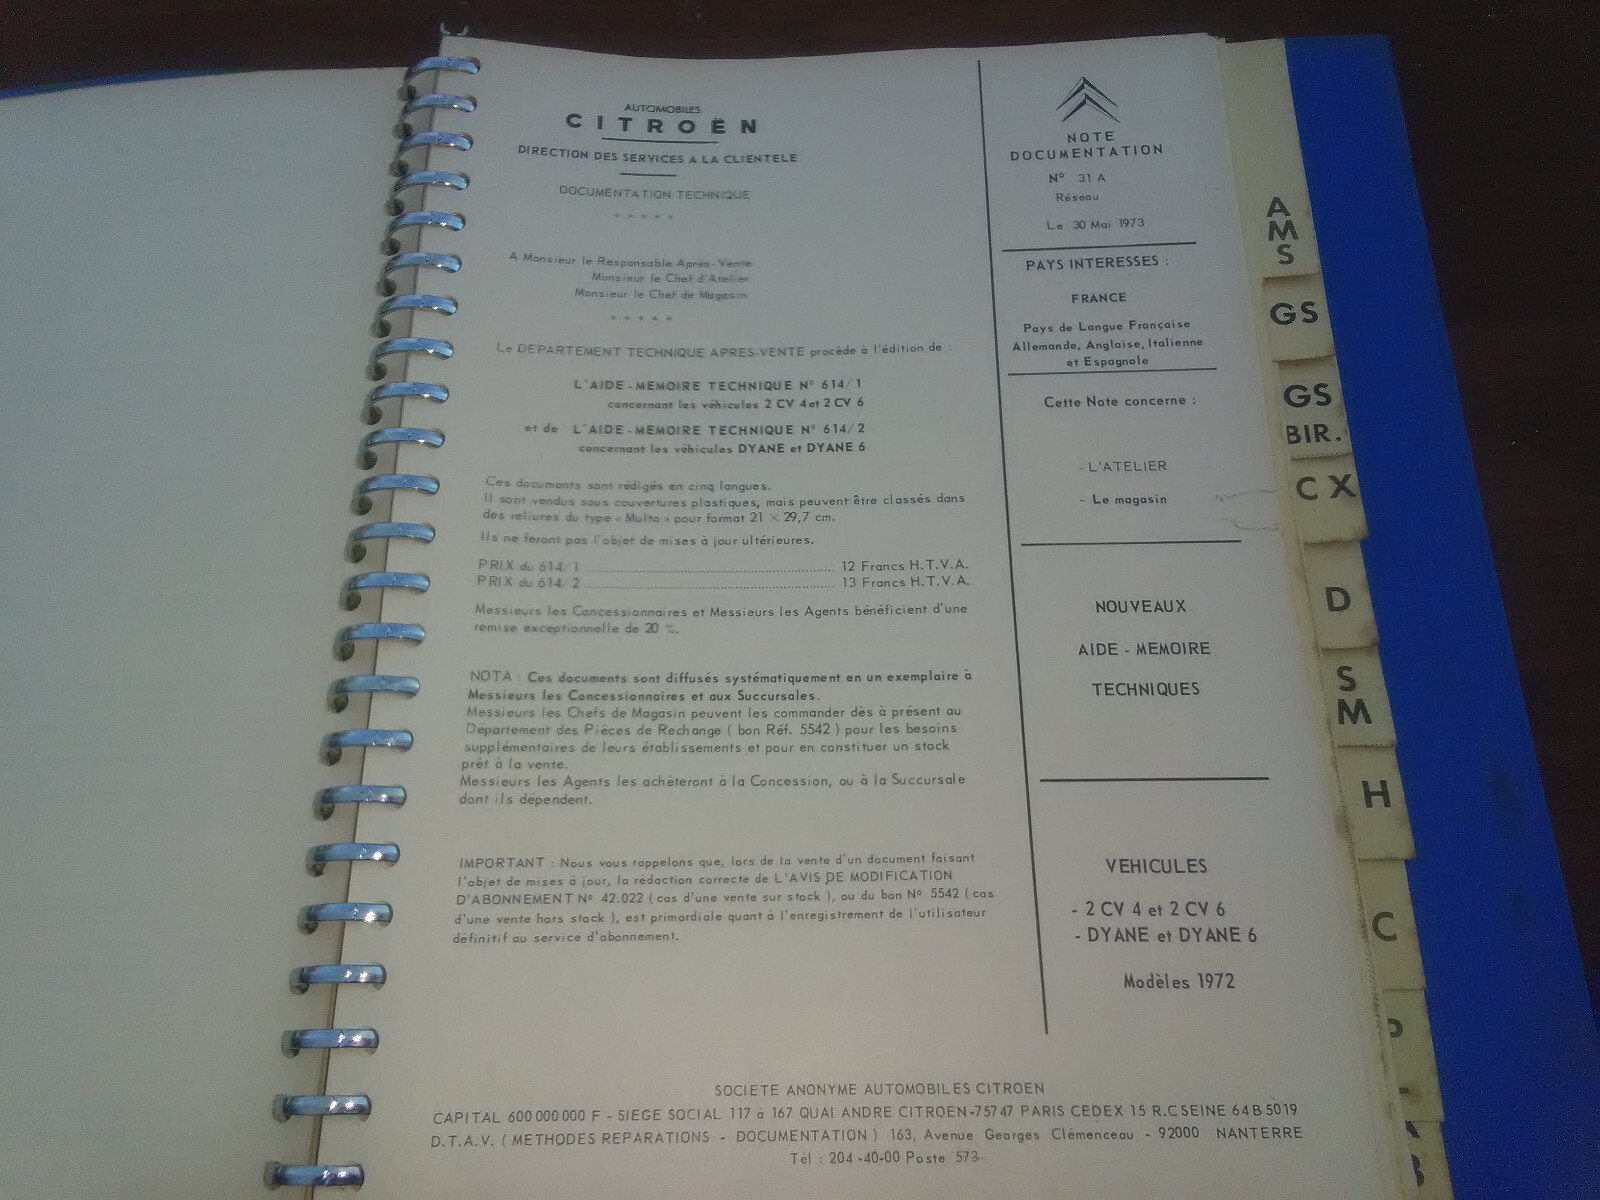 AUTOMOBILES
CITROËN
DIRECTION DES SERVICES A LA CLIENTELE
DOCUMENTATION TECHNIQUE
* * * * *
A Monsieur le Responsable Après-Vente
Monsieur le Chef d'Atelier
Monsieur le Chef de Magasin
* * * * *
Le DEPARTEMENT TECHNIQUE APRES-VENTE procède à l'édition de :
L'AIDE-MEMOIRE TECHNIQUE N° 614/1
concernant les véhicules 2 CV 4 et 2 CV 6
et de L'AIDE-MEMOIRE TECHNIQUE N° 614/2
concernant les véhicules DYANE et DYANE 6
Ces documents sont rédigés en cinq langues.
Il sont vendus sous couvertures plastiques, mais peuvent être classés dans
des reliures du type « Multo » pour format 21 × 29,7 cm.
Ils ne feront pas l'objet de mises à jour ultérieures.
PRIX du 614/1 ........................ 12 Francs H.T.V.A.
PRIX du 614/2 ........................ 13 Francs H.T.V.A.
Messieurs les Concessionnaires et Messieurs les Agents bénéficient d'une
remise exceptionnelle de 20 %.
NOTA : Ces documents sont diffusés systématiquement en un exemplaire à
Messieurs les Concessionnaires et aux Succursales.
Messieurs les Chefs de Magasin peuvent les commander dès à présent au
Département des Pièces de Rechange ( bon Réf. 5542 ) pour les besoins
supplémentaires de leurs établissements et pour en constituer un stock
prêt à la vente.
Messieurs les Agents les achèteront à la Concession, ou à la Succursale
dont ils dépendent.
IMPORTANT : Nous vous rappelons que, lors de la vente d'un document faisant
l'objet de mises à jour, la rédaction correcte de L'AVIS DE MODIFICATION
D'ABONNEMENT N° 42.022 ( cas d'une vente sur stock ), ou du bon N° 5542 ( cas
d'une vente hors stock ), est primordiale quant à l'enregistrement de l'utilisateur
définitif au service d'abonnement.
NOTE
DOCUMENTATION
N° 31 A
Réseau
Le 30 Mai 1973
PAYS INTERESSES :
FRANCE
Pays de Langue Française
Allemande, Anglaise, Italienne
et Espagnole
Cette Note concerne :
- L'ATELIER
- Le magasin
NOUVEAUX
AIDE - MEMOIRE
TECHNIQUES
VEHICULES
- 2 CV 4 et 2 CV 6
- DYANE et DYANE 6
Modèles 1972
SOCIETE ANONYME AUTOMOBILES CITROEN
CAPITAL 600 000 000 F - SIEGE SOCIAL 117 à 167 QUAI ANDRE CITROEN-75747 PARIS CEDEX 15 R.C SEINE 64 B 5019
D.T.A.V. ( METHODES REPARATIONS - DOCUMENTATION ) 163, Avenue Georges Clémenceau - 92000 NANTERRE
Tél : 204 -40-00 Poste 573
A
M
S
GS
GS
BIR.
CX
D
S
M
H
C